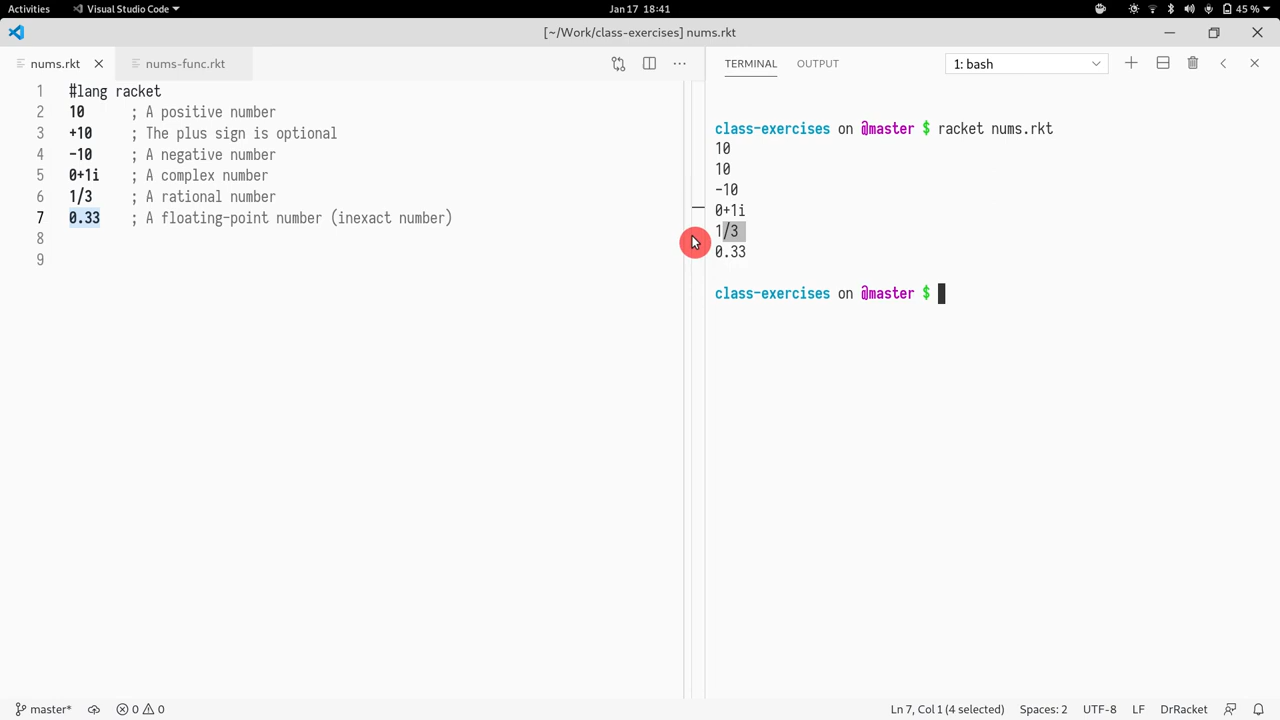 Activities Visual Studio Code Jan 17 18:41 45 %
[~/Work/class-exercises] nums.rkt
nums.rkt nums-func.rkt
1 #lang racket
2 10 ; A positive number
3 +10 ; The plus sign is optional
4 -10 ; A negative number
5 0+1i ; A complex number
6 1/3 ; A rational number
7 0.33 ; A floating-point number (inexact number)
8
9
TERMINAL OUTPUT 1: bash
class-exercises on @master $ racket nums.rkt
10
10
-10
0+1i
1/3
0.33
class-exercises on @master $
master* 0 0 Ln 7, Col 1 (4 selected) Spaces: 2 UTF-8 LF DrRacket